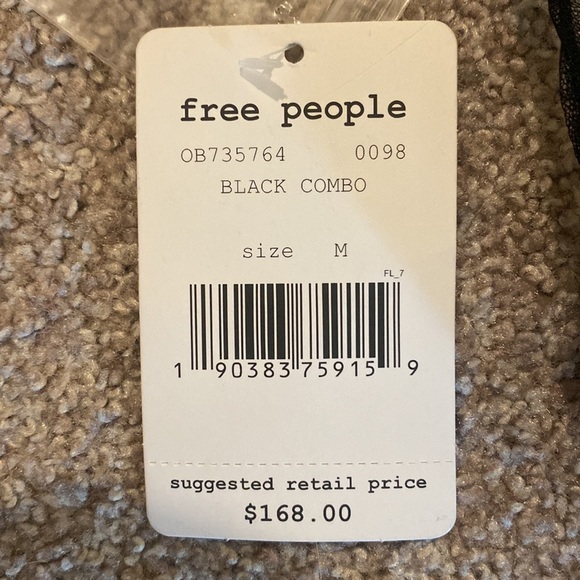 free people
OB735764 0098
BLACK COMBO
size M
FL_7
1 90383 75915 9
suggested retail price
$168.00